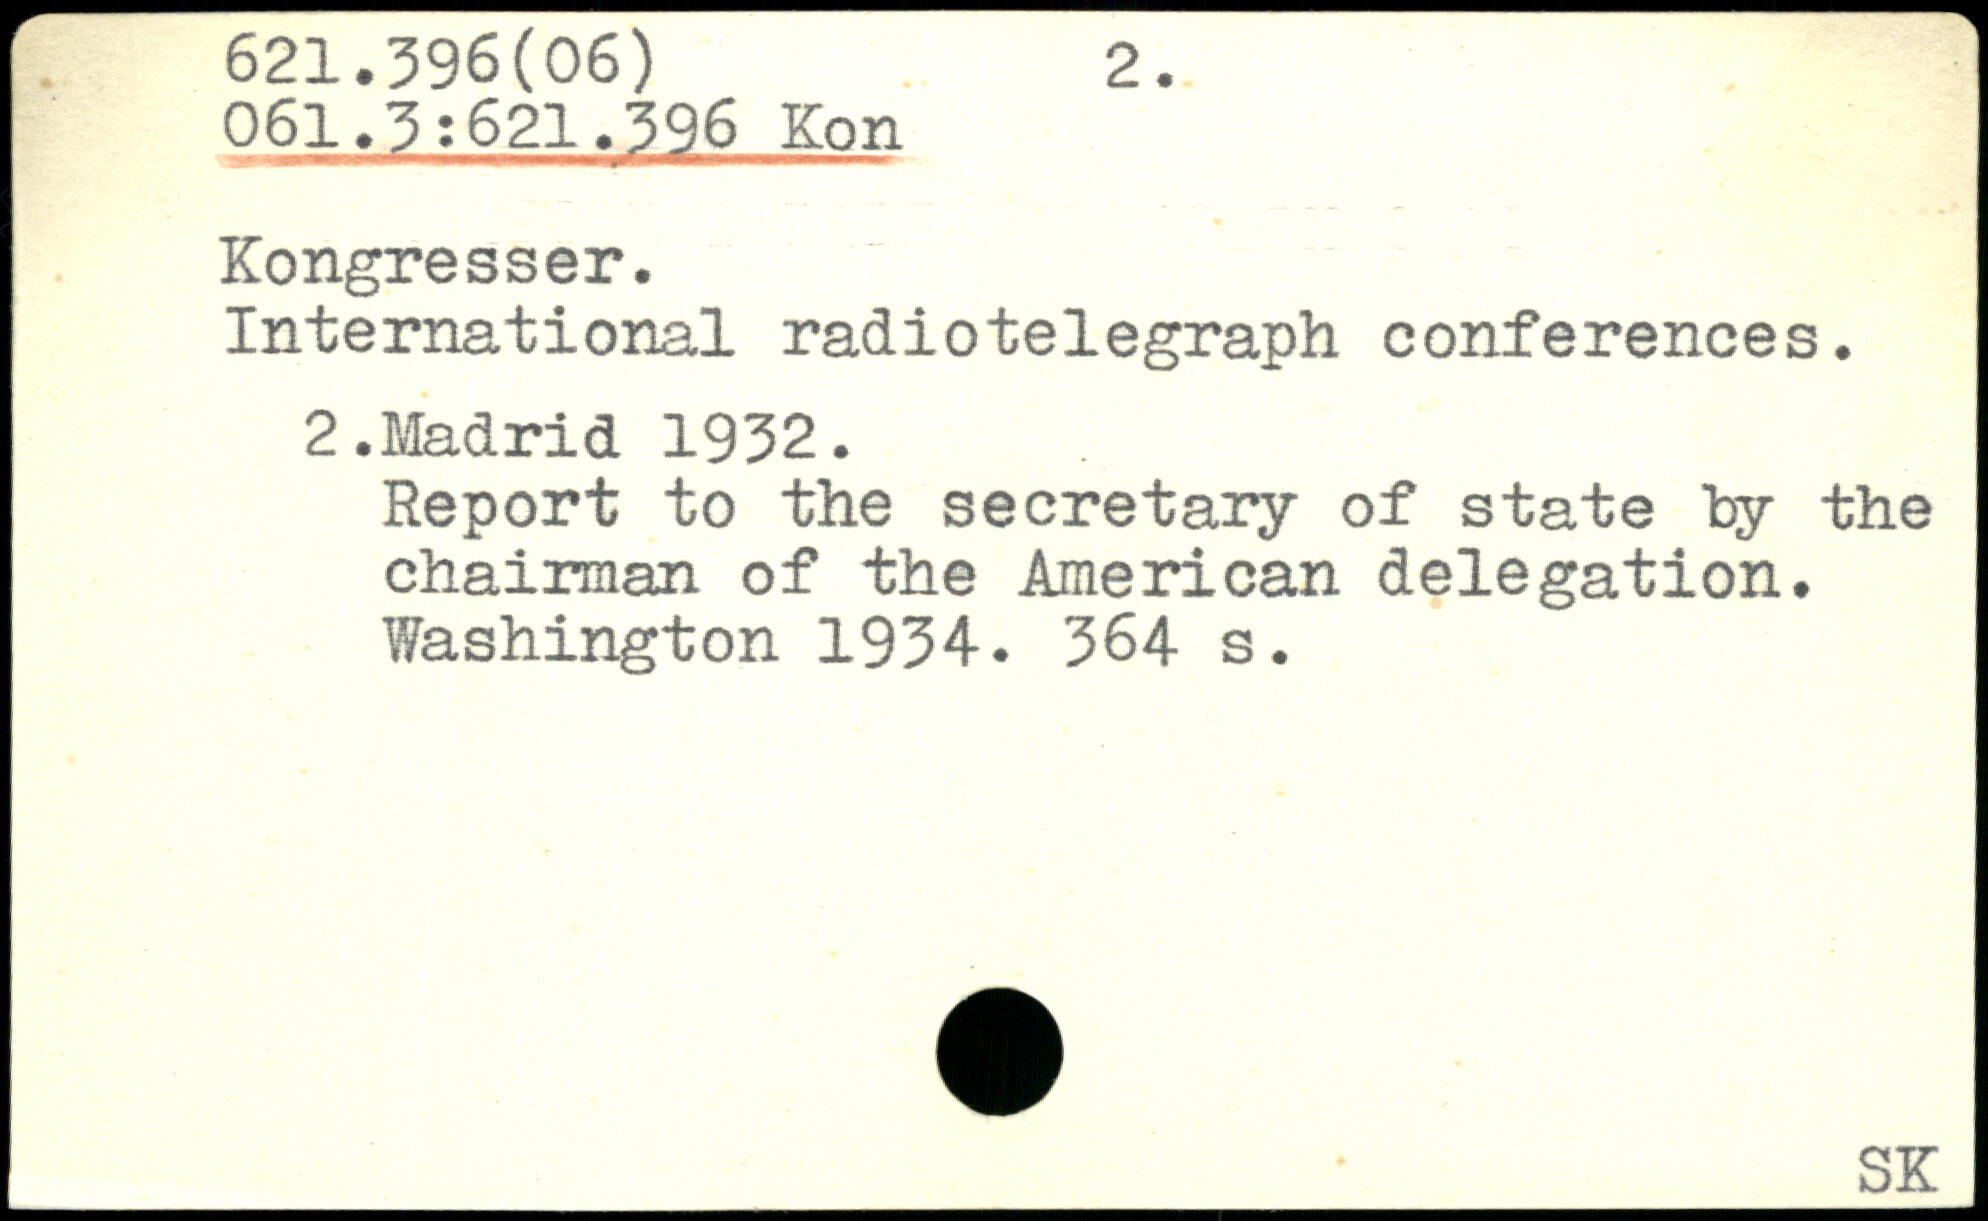 621.396(06) 2.
061.3:621.396 Kon
Kongresser.
International radiotelegraph conferences.
2.Madrid 1932.
Report to the secretary of state by the
chairman of the American delegation.
Washington 1934. 364 s.
SK